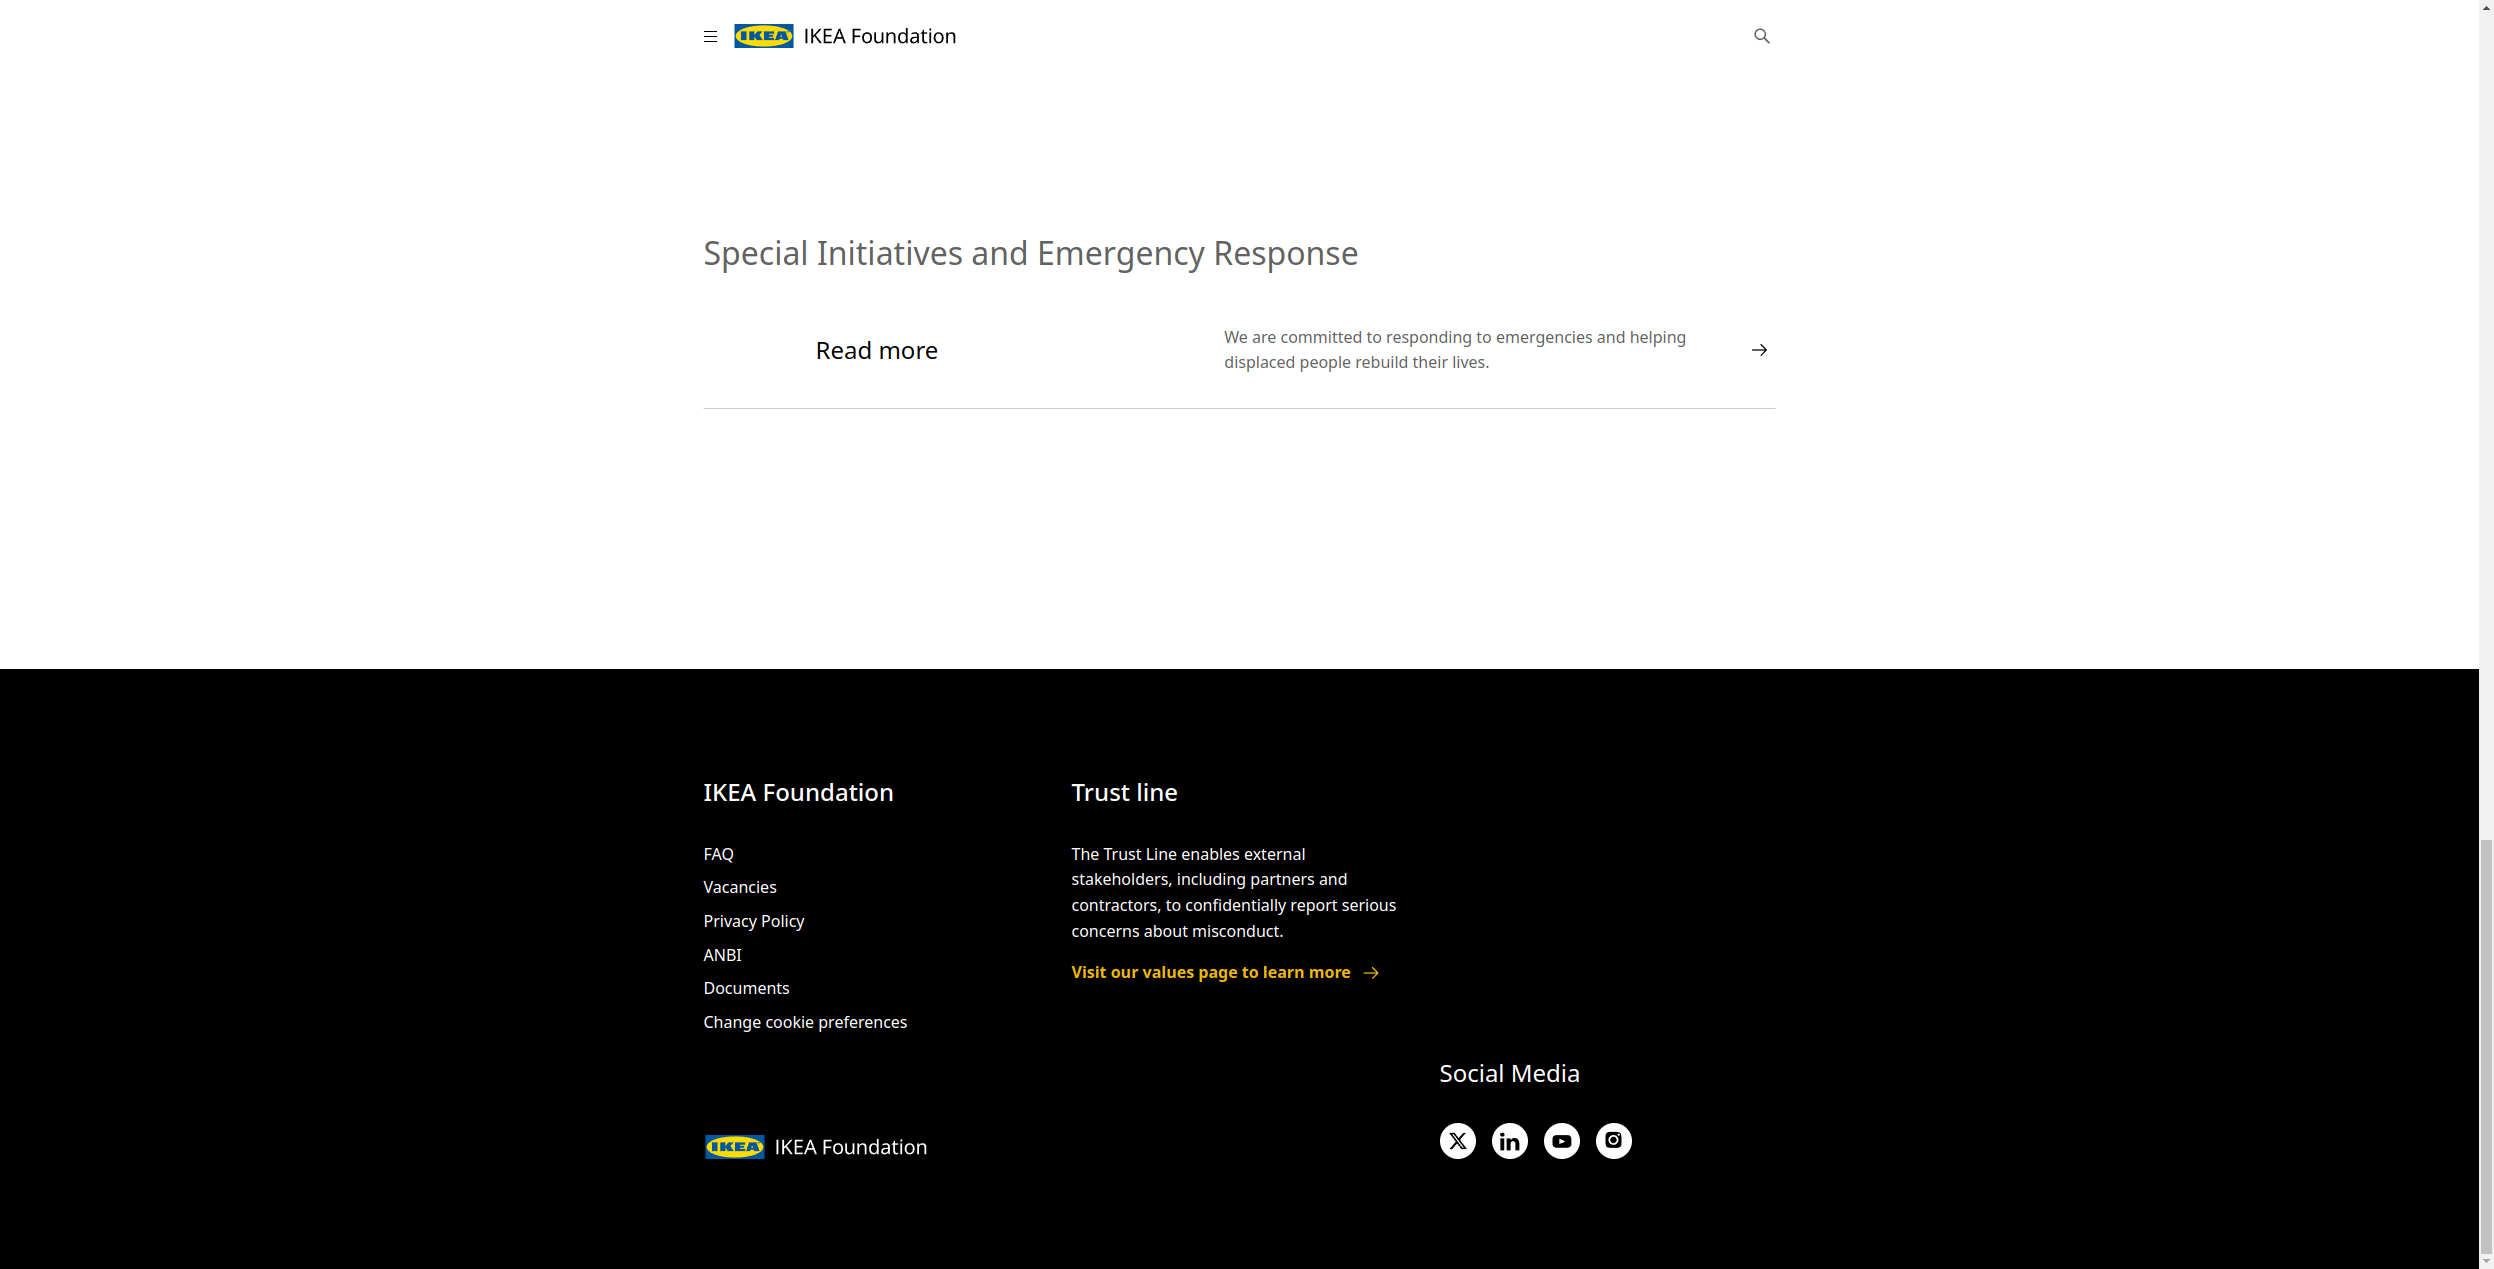 IKEA IKEA Foundation
Special Initiatives and Emergency Response
Read more
We are committed to responding to emergencies and helping
displaced people rebuild their lives.
IKEA Foundation
FAQ
Vacancies
Privacy Policy
ANBI
Documents
Change cookie preferences
Trust line
The Trust Line enables external
stakeholders, including partners and
contractors, to confidentially report serious
concerns about misconduct.
Visit our values page to learn more
Social Media
IKEA IKEA Foundation